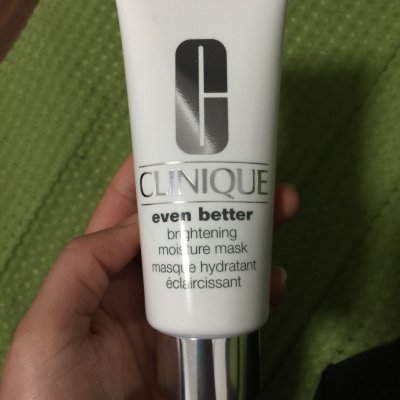 C
CLINIQUE
even better
brightening
moisture mask
masque hydratant
éclaircissant